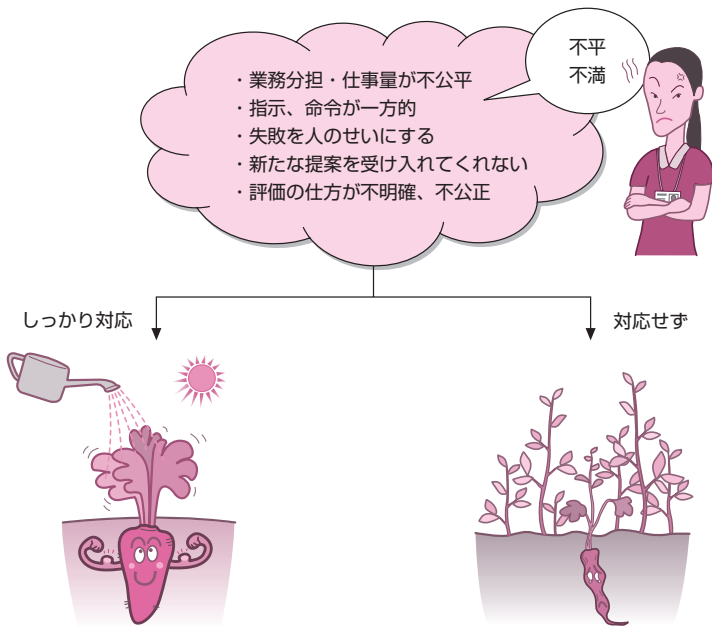 不平
不満
・業務分担・仕事量が不公平
・指示、命令が一方的
・失敗を人のせいにする
・新たな提案を受け入れてくれない
・評価の仕方が不明確、不公正
しっかり対応
対応せず